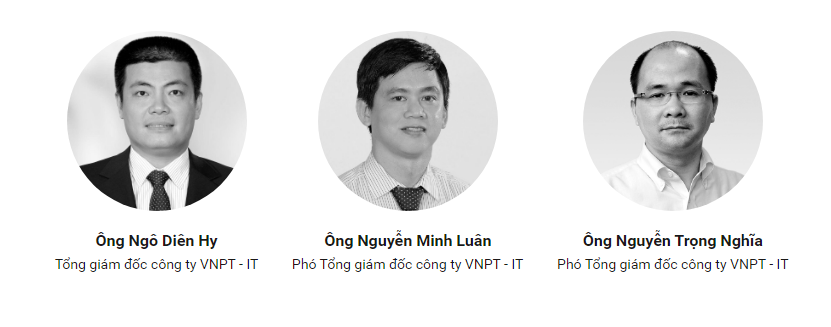 Ông Ngô Diên Hy
Tổng giám đốc công ty VNPT - IT
Ông Nguyễn Minh Luân
Phó Tổng giám đốc công ty VNPT - IT
Ông Nguyễn Trọng Nghĩa
Phó Tổng giám đốc công ty VNPT - IT